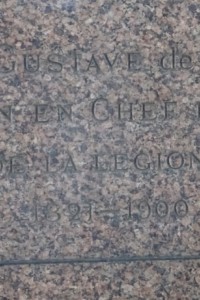 GUSTAVE de
N EN CHEF
DE LA LEGION
1821-1900